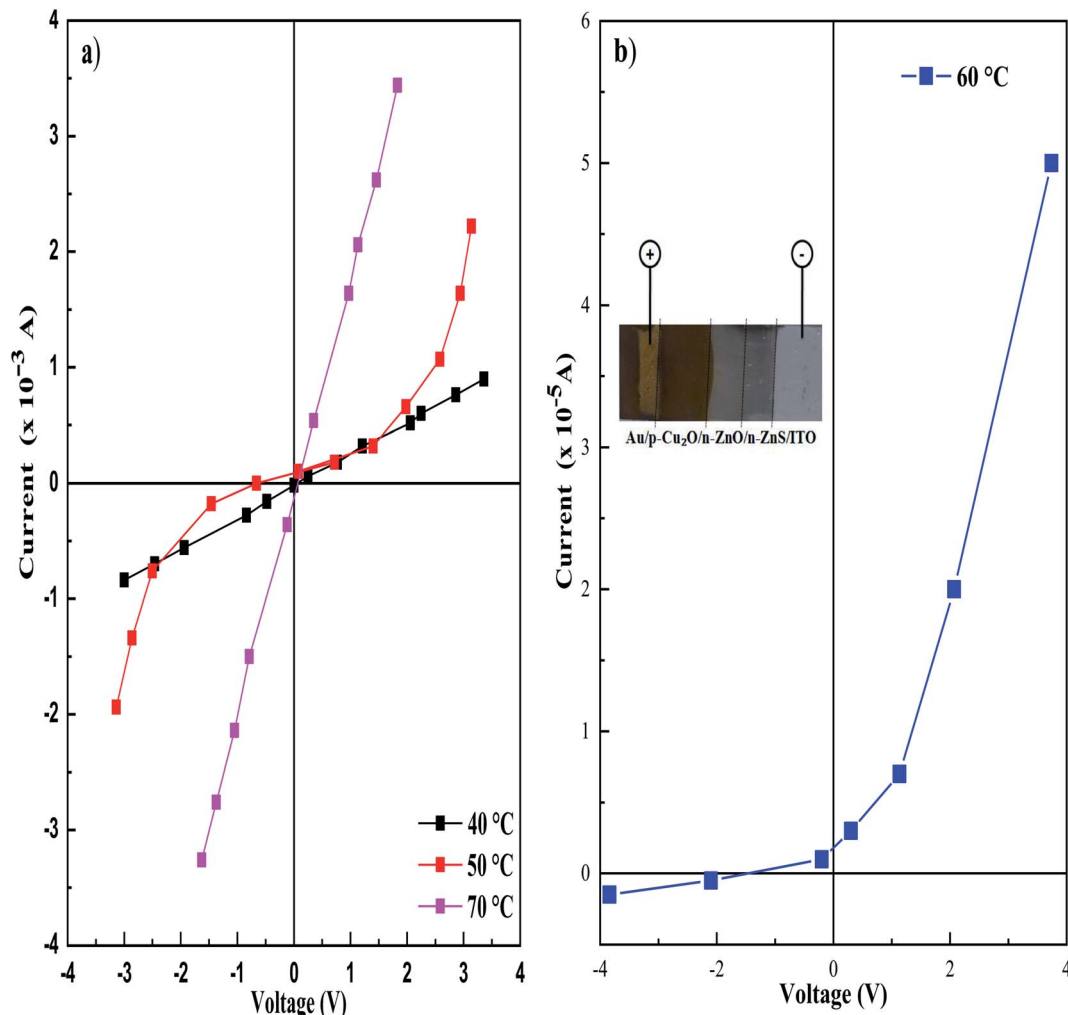 a)
4
3
2
1
0
-1
-2
-3
-4
Current (x 10⁻³ A)
40 °C
50 °C
70 °C
-4 -3 -2 -1 0 1 2 3 4
Voltage (V)
b)
60 °C
6
5
4
3
2
1
0
Current (x 10⁻⁵A)
+ -
Au/p-Cu₂O/n-ZnO/n-ZnS/ITO
-4 -2 0 2 4
Voltage (V)